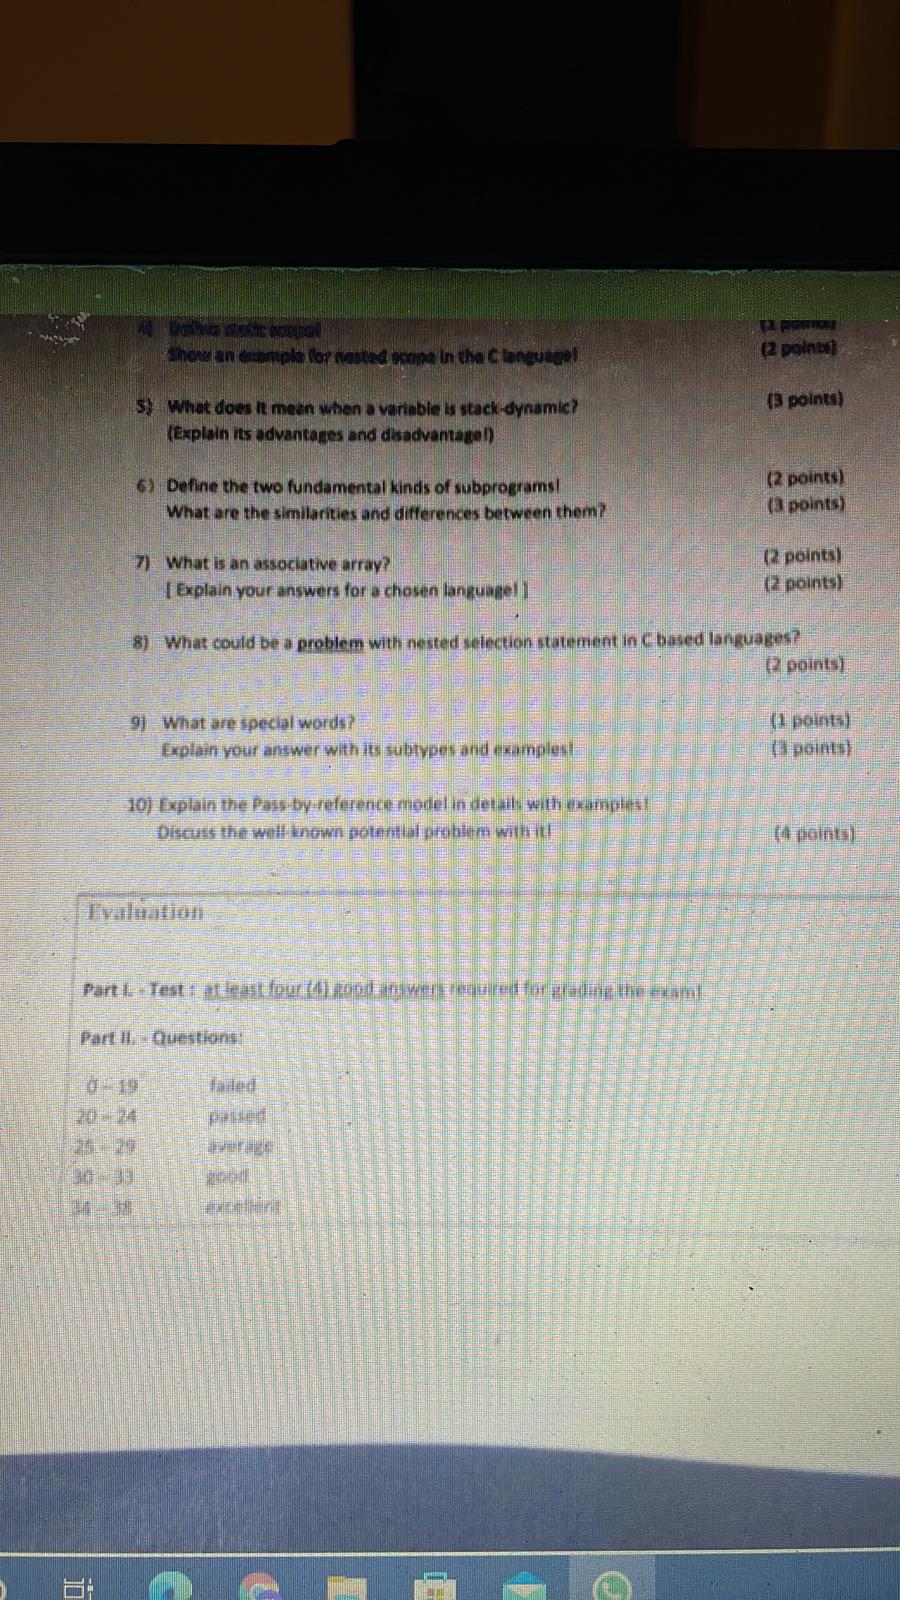 4) Define static scope!
(2 points)
Show an example for nested scope in the C language!
(2 points)
5) What does it mean when a variable is stack-dynamic?
(3 points)
(Explain its advantages and disadvantage!)
6) Define the two fundamental kinds of subprograms!
(2 points)
What are the similarities and differences between them?
(3 points)
7) What is an associative array?
(2 points)
[ Explain your answers for a chosen language! ]
(2 points)
8) What could be a problem with nested selection statement in C based languages?
(2 points)
9) What are special words?
(1 points)
Explain your answer with its subtypes and examples!
(3 points)
10) Explain the Pass-by-reference model in details with examples!
Discuss the well-known potential problem with it!
(4 points)
Evaluation
Part I. - Test : at least four (4) good answers required for grading the exam!
Part II. - Questions:
0 - 19 failed
20 - 24 passed
25 - 29 average
30 - 33 good
34 - 38 excellent